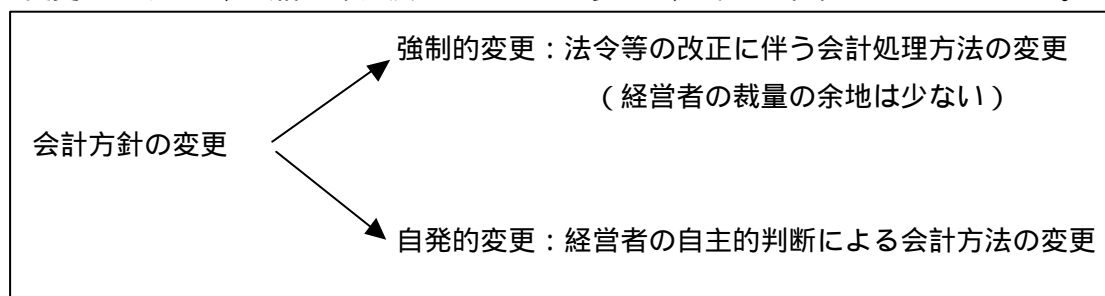 強制的変更：法令等の改正に伴う会計処理方法の変更
（経営者の裁量の余地は少ない）
会計方針の変更
自発的変更：経営者の自主的判断による会計方法の変更